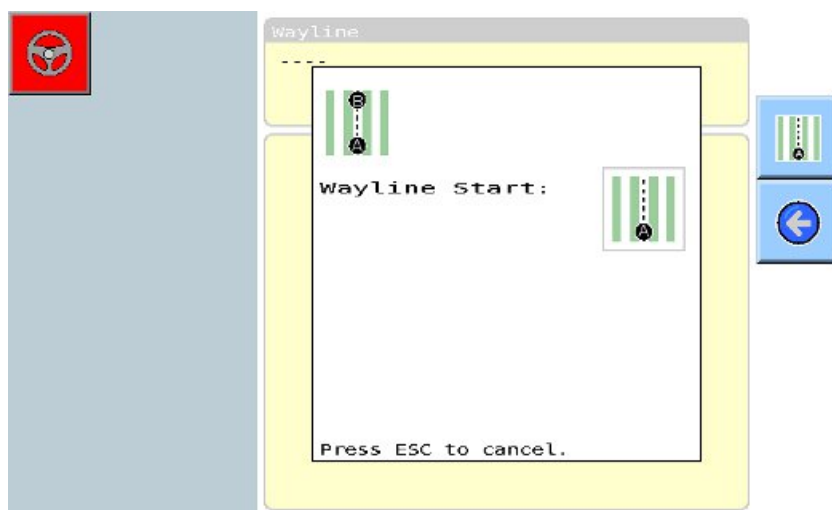 Wayline
----
B
A
Wayline Start:
A
A
Press ESC to cancel.